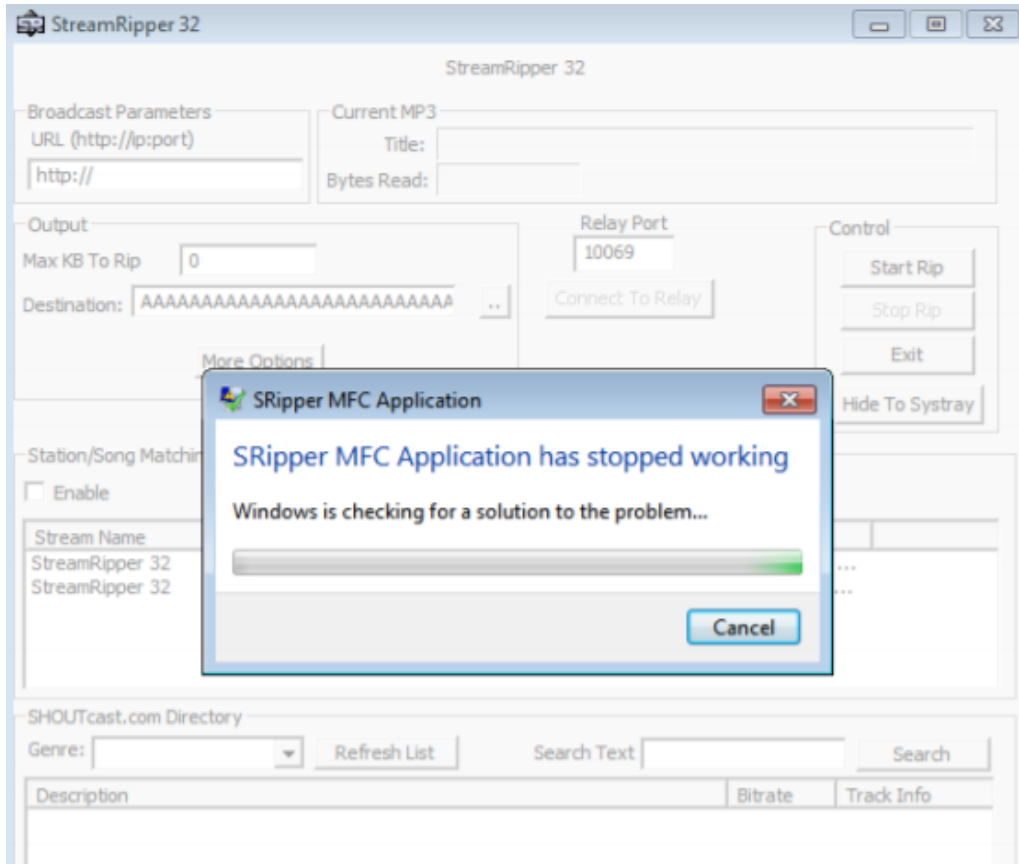 StreamRipper 32
StreamRipper 32
Broadcast Parameters
URL (http://ip:port)
http://
Current MP3
Title:
Bytes Read:
Output
Max KB To Rip 0
Destination: AAAAAAAAAAAAAAAAAAAAAAAAAA ..
More Options
Relay Port
10069
Connect To Relay
Control
Start Rip
Stop Rip
Exit
Hide To Systray
SRipper MFC Application
SRipper MFC Application has stopped working
Windows is checking for a solution to the problem...
Cancel
Station/Song Matchin
Enable
Stream Name
StreamRipper 32 ...
StreamRipper 32 ...
SHOUTcast.com Directory
Genre: Refresh List Search Text Search
Description Bitrate Track Info